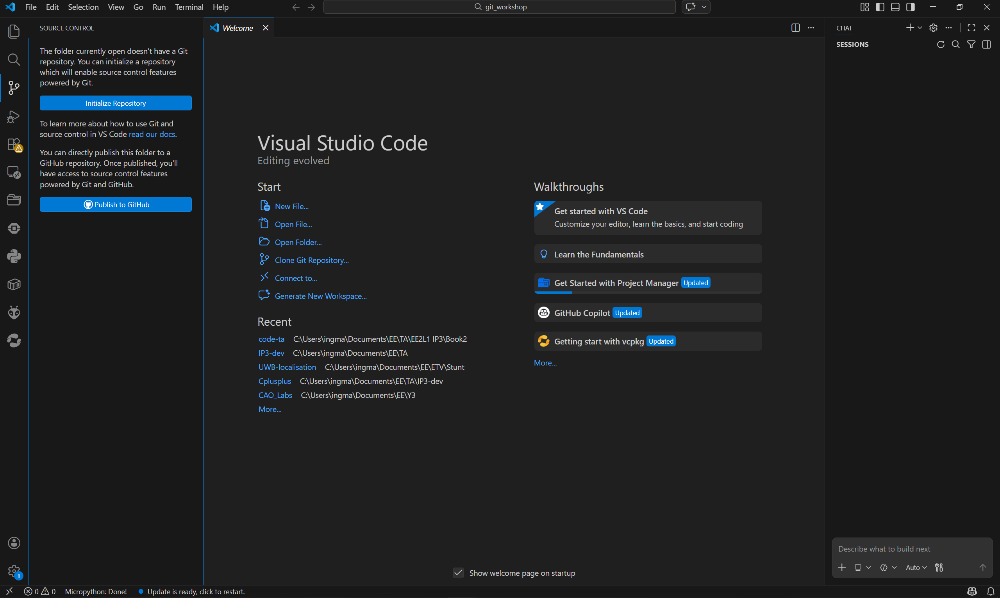 File Edit Selection View Go Run Terminal Help
git_workshop
SOURCE CONTROL
The folder currently open doesn't have a Git
repository. You can initialize a repository
which will enable source control features
powered by Git.
Initialize Repository
To learn more about how to use Git and
source control in VS Code read our docs.
You can directly publish this folder to a
GitHub repository. Once published, you'll
have access to source control features
powered by Git and GitHub.
Publish to GitHub
Welcome
Visual Studio Code
Editing evolved
Start
New File...
Open File...
Open Folder...
Clone Git Repository...
Connect to...
Generate New Workspace...
Recent
code-ta C:\Users\ingma\Documents\EE\TA\EE2L1 IP3\Book2
IP3-dev C:\Users\ingma\Documents\EE\TA
UWB-localisation C:\Users\ingma\Documents\EE\ETV\Stunt
Cplusplus C:\Users\ingma\Documents\EE\TA\IP3-dev
CAO_Labs C:\Users\ingma\Documents\EE\Y3
More...
Walkthroughs
Get started with VS Code
Customize your editor, learn the basics, and start coding
Learn the Fundamentals
Get Started with Project Manager Updated
GitHub Copilot Updated
Getting start with vcpkg Updated
More...
Show welcome page on startup
CHAT
SESSIONS
Describe what to build next
Auto
1
0 0 Micropython: Done! Update is ready, click to restart.